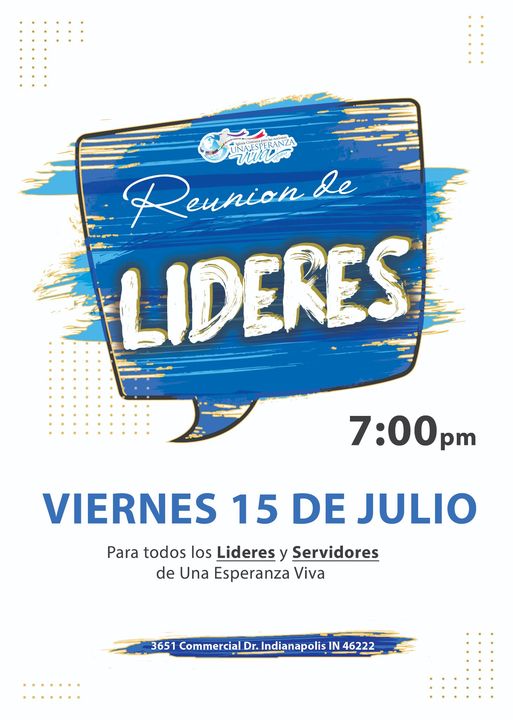 UNA ESPERANZA
Viva
Reunion de
LIDERES
7:00pm
VIERNES 15 DE JULIO
Para todos los Lideres y Servidores
de Una Esperanza Viva
3651 Commercial Dr. Indianapolis IN 46222